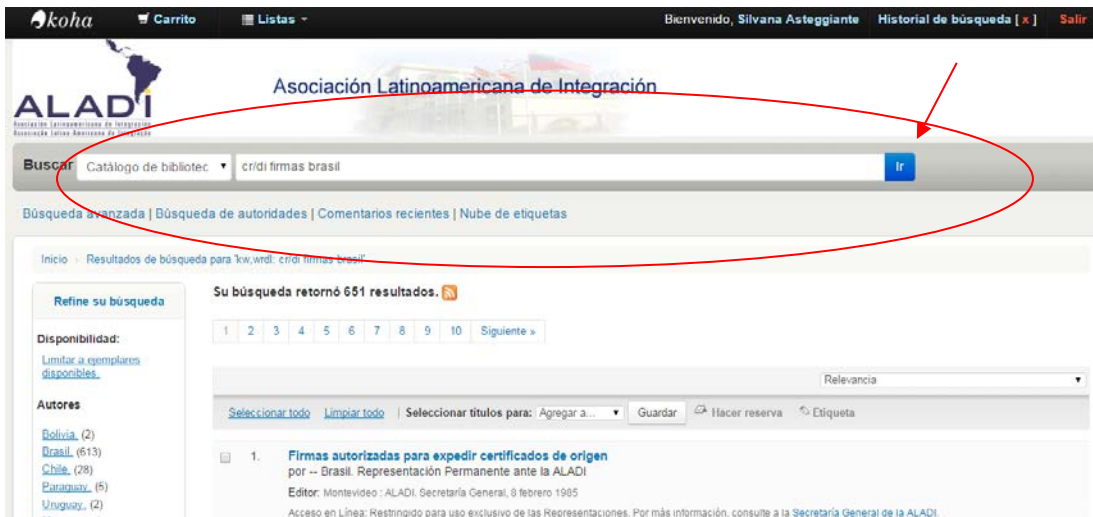 koha Carrito Listas Bienvenido, Silvana Asteggiante Historial de búsqueda [ x ] Salir
ALADI
Asociación Latinoamericana de Integración
Buscar Catálogo de bibliotec cr/di firmas brasil Ir
Búsqueda avanzada | Búsqueda de autoridades | Comentarios recientes | Nube de etiquetas
Inicio › Resultados de búsqueda para 'kw,wrdl: cr/di firmas brasil'
Refine su búsqueda
Su búsqueda retornó 651 resultados.
1 2 3 4 5 6 7 8 9 10 Siguiente »
Disponibilidad:
Limitar a ejemplares
disponibles.
Relevancia
Autores
Seleccionar todo Limpiar todo | Seleccionar títulos para: Agregar a... Guardar Hacer reserva Etiqueta
Bolivia. (2)
Brasil. (613)
Chile. (28)
Paraguay. (5)
Uruguay. (2)
1. Firmas autorizadas para expedir certificados de origen
por -- Brasil. Representación Permanente ante la ALADI
Editor: Montevideo : ALADI. Secretaría General, 8 febrero 1985
Acceso en Línea: Restringido para uso exclusivo de las Representaciones. Por más información, consulte a la Secretaría General de la ALADI.